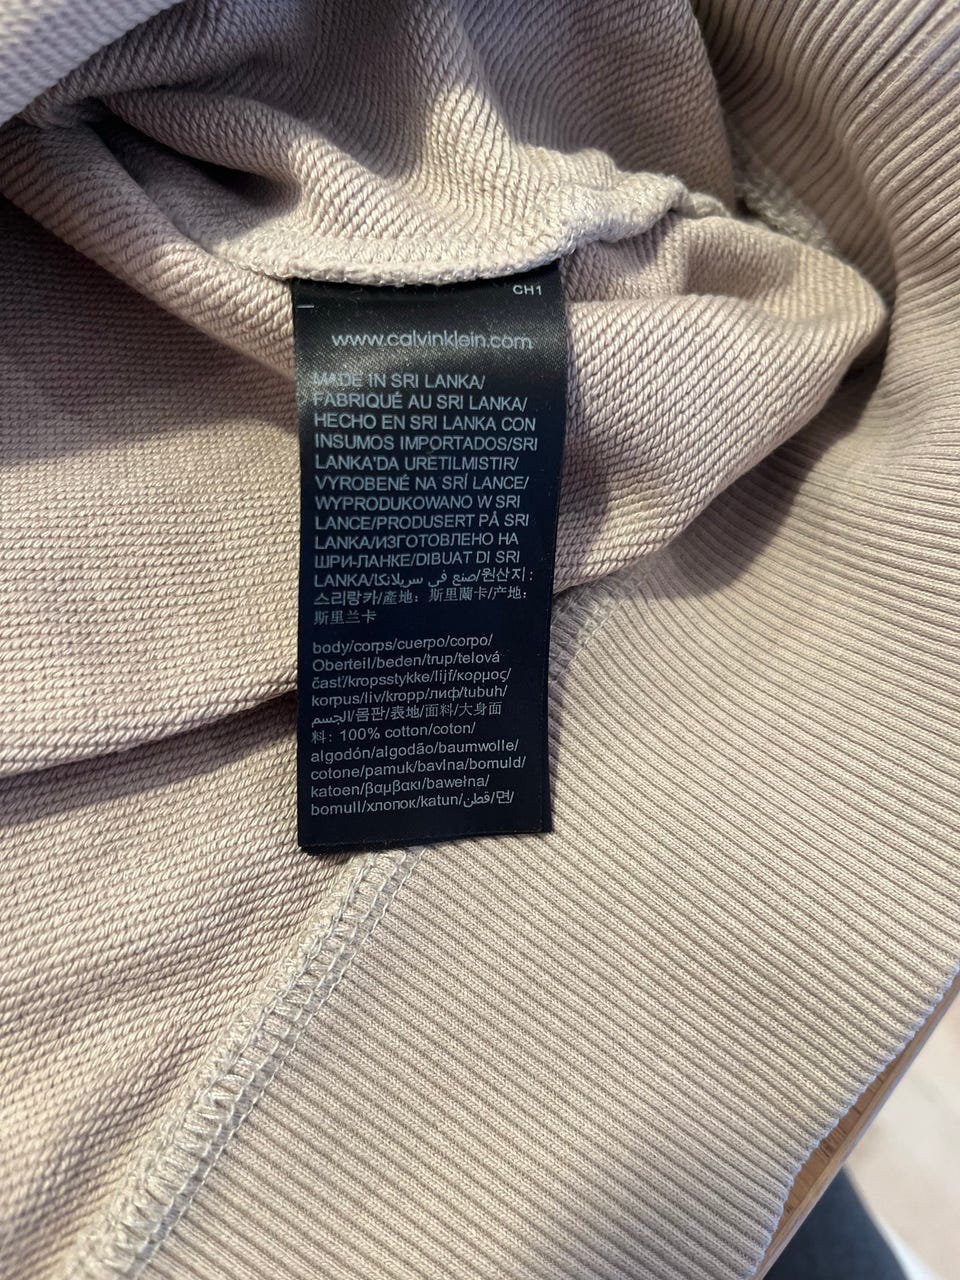 CH1
www.calvinklein.com
MADE IN SRI LANKA/
FABRIQUÉ AU SRI LANKA/
HECHO EN SRI LANKA CON
INSUMOS IMPORTADOS/SRI
LANKA'DA URETILMISTIR/
VYROBENÉ NA SRÍ LANCE/
WYPRODUKOWANO W SRI
LANCE/PRODUSERT PÅ SRI
LANKA/ИЗГОТОВЛЕНО НА
ШРИ-ЛАНКЕ/DIBUAT DI SRI
LANKA/صنع في سريلانكا/원산지:
스리랑카/產地：斯里蘭卡/产地：
斯里兰卡
body/corps/cuerpo/corpo/
Oberteil/beden/trup/telová
časť/kropsstykke/lijf/κορμος/
korpus/liv/kropp/лиф/tubuh/
الجسم/몸판/表地/面料/大身面
料：100% cotton/coton/
algodón/algodão/baumwolle/
cotone/pamuk/bavlna/bomuld/
katoen/βαμβακι/bawełna/
bomull/хлопок/katun/قطن/면/